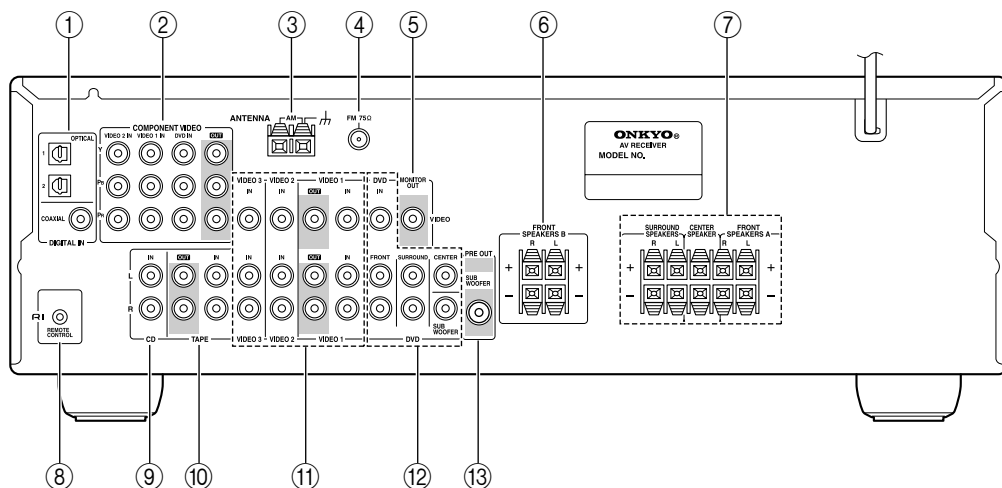 ① ② ③ ④ ⑤ ⑥ ⑦
ANTENNA AM FM 75Ω
COMPONENT VIDEO
VIDEO 2 IN VIDEO 1 IN DVD IN OUT
OPTICAL
1
2
COAXIAL
DIGITAL IN
Y
PB
PR
ONKYO®
AV RECEIVER
MODEL NO.
VIDEO 3 VIDEO 2 VIDEO 1 DVD MONITOR OUT
IN IN OUT IN IN
VIDEO
FRONT SPEAKERS B
R L
+
–
SURROUND SPEAKERS CENTER SPEAKER FRONT SPEAKERS A
R L R L
+ +
– –
IN OUT IN IN IN OUT IN FRONT SURROUND CENTER
L
R
SUB WOOFER
PRE OUT
SUB WOOFER
CD TAPE VIDEO 3 VIDEO 2 VIDEO 1 DVD
RI
REMOTE CONTROL
⑧ ⑨ ⑩ ⑪ ⑫ ⑬